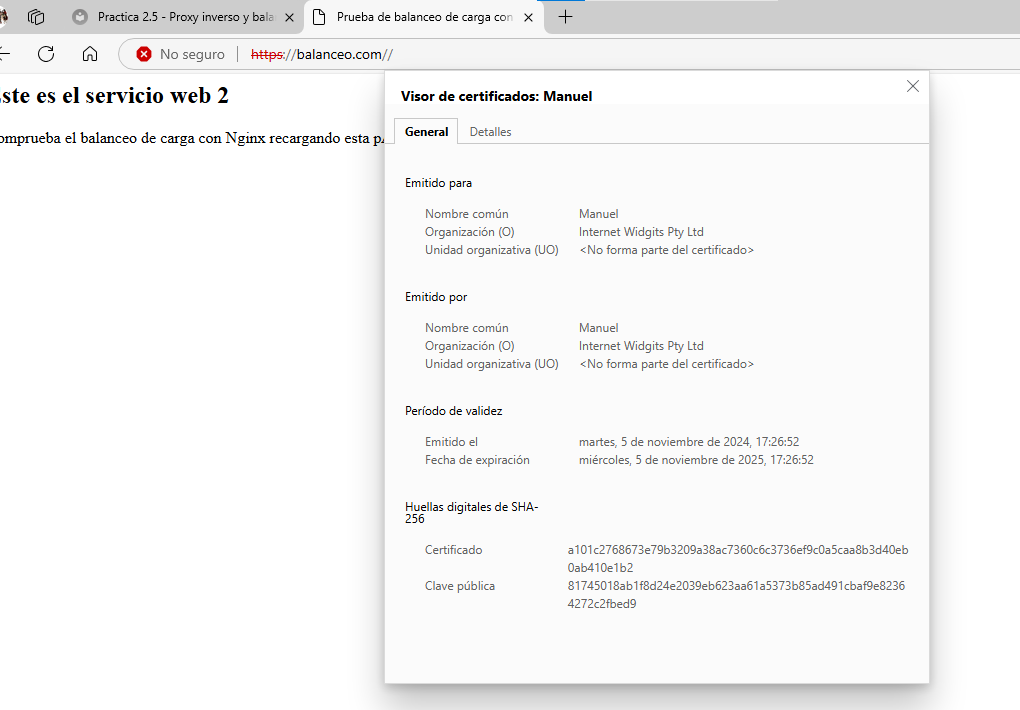 Practica 2.5 - Proxy inverso y bala
Prueba de balanceo de carga con
No seguro
https://balanceo.com//
ste es el servicio web 2
omprueba el balanceo de carga con Nginx recargando esta p
Visor de certificados: Manuel
General Detalles
Emitido para
Nombre común Manuel
Organización (O) Internet Widgits Pty Ltd
Unidad organizativa (UO) <No forma parte del certificado>
Emitido por
Nombre común Manuel
Organización (O) Internet Widgits Pty Ltd
Unidad organizativa (UO) <No forma parte del certificado>
Período de validez
Emitido el martes, 5 de noviembre de 2024, 17:26:52
Fecha de expiración miércoles, 5 de noviembre de 2025, 17:26:52
Huellas digitales de SHA-
256
Certificado a101c2768673e79b3209a38ac7360c6c3736ef9c0a5caa8b3d40eb
0ab410e1b2
Clave pública 81745018ab1f8d24e2039eb623aa61a5373b85ad491cbaf9e8236
4272c2fbed9